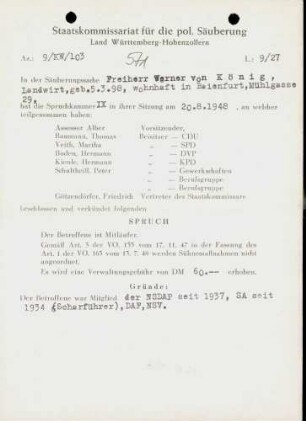 Staatskommissariat für die pol. Säuberung
Land Württemberg-Hohenzollern
Az.: 9/KW/103 571 L.: 9/27
In der Säuberungssache Freiherr Werner von König,
Landwirt, geb. 5.3.98, wohnhaft in Baienfurt, Mühlgasse
29,
hat die Spruchkammer IX in ihrer Sitzung am 20.8.1948, an welcher
teilgenommen haben:
Assessor Alber Vorsitzender,
Baumann, Thomas Beisitzer — CDU
Veith, Martha „ — SPD
Boden, Hermann „ — DVP
Kienle, Hermann „ — KPD
Schaltheiß, Peter „ — Gewerkschaften
„ — Berufsgruppe
„ — Berufsgruppe
Götzendörfer, Friedrich Vertreter des Staatskommissars
beschlossen und verkündet folgenden
SPRUCH
Der Betroffene ist Mitläufer.
Gemäß Art. 5 der VO. 133 vom 17. 11. 47 in der Fassung des
Art. 1 der VO. 165 vom 13. 7. 48 werden Sühnemaßnahmen nicht
angeordnet.
Es wird eine Verwaltungsgebühr von DM 60.-- erhoben.
Gründe:
Der Betroffene war Mitglied der NSDAP seit 1937, SA seit
1934 (Scharführer), DAF, NSV.